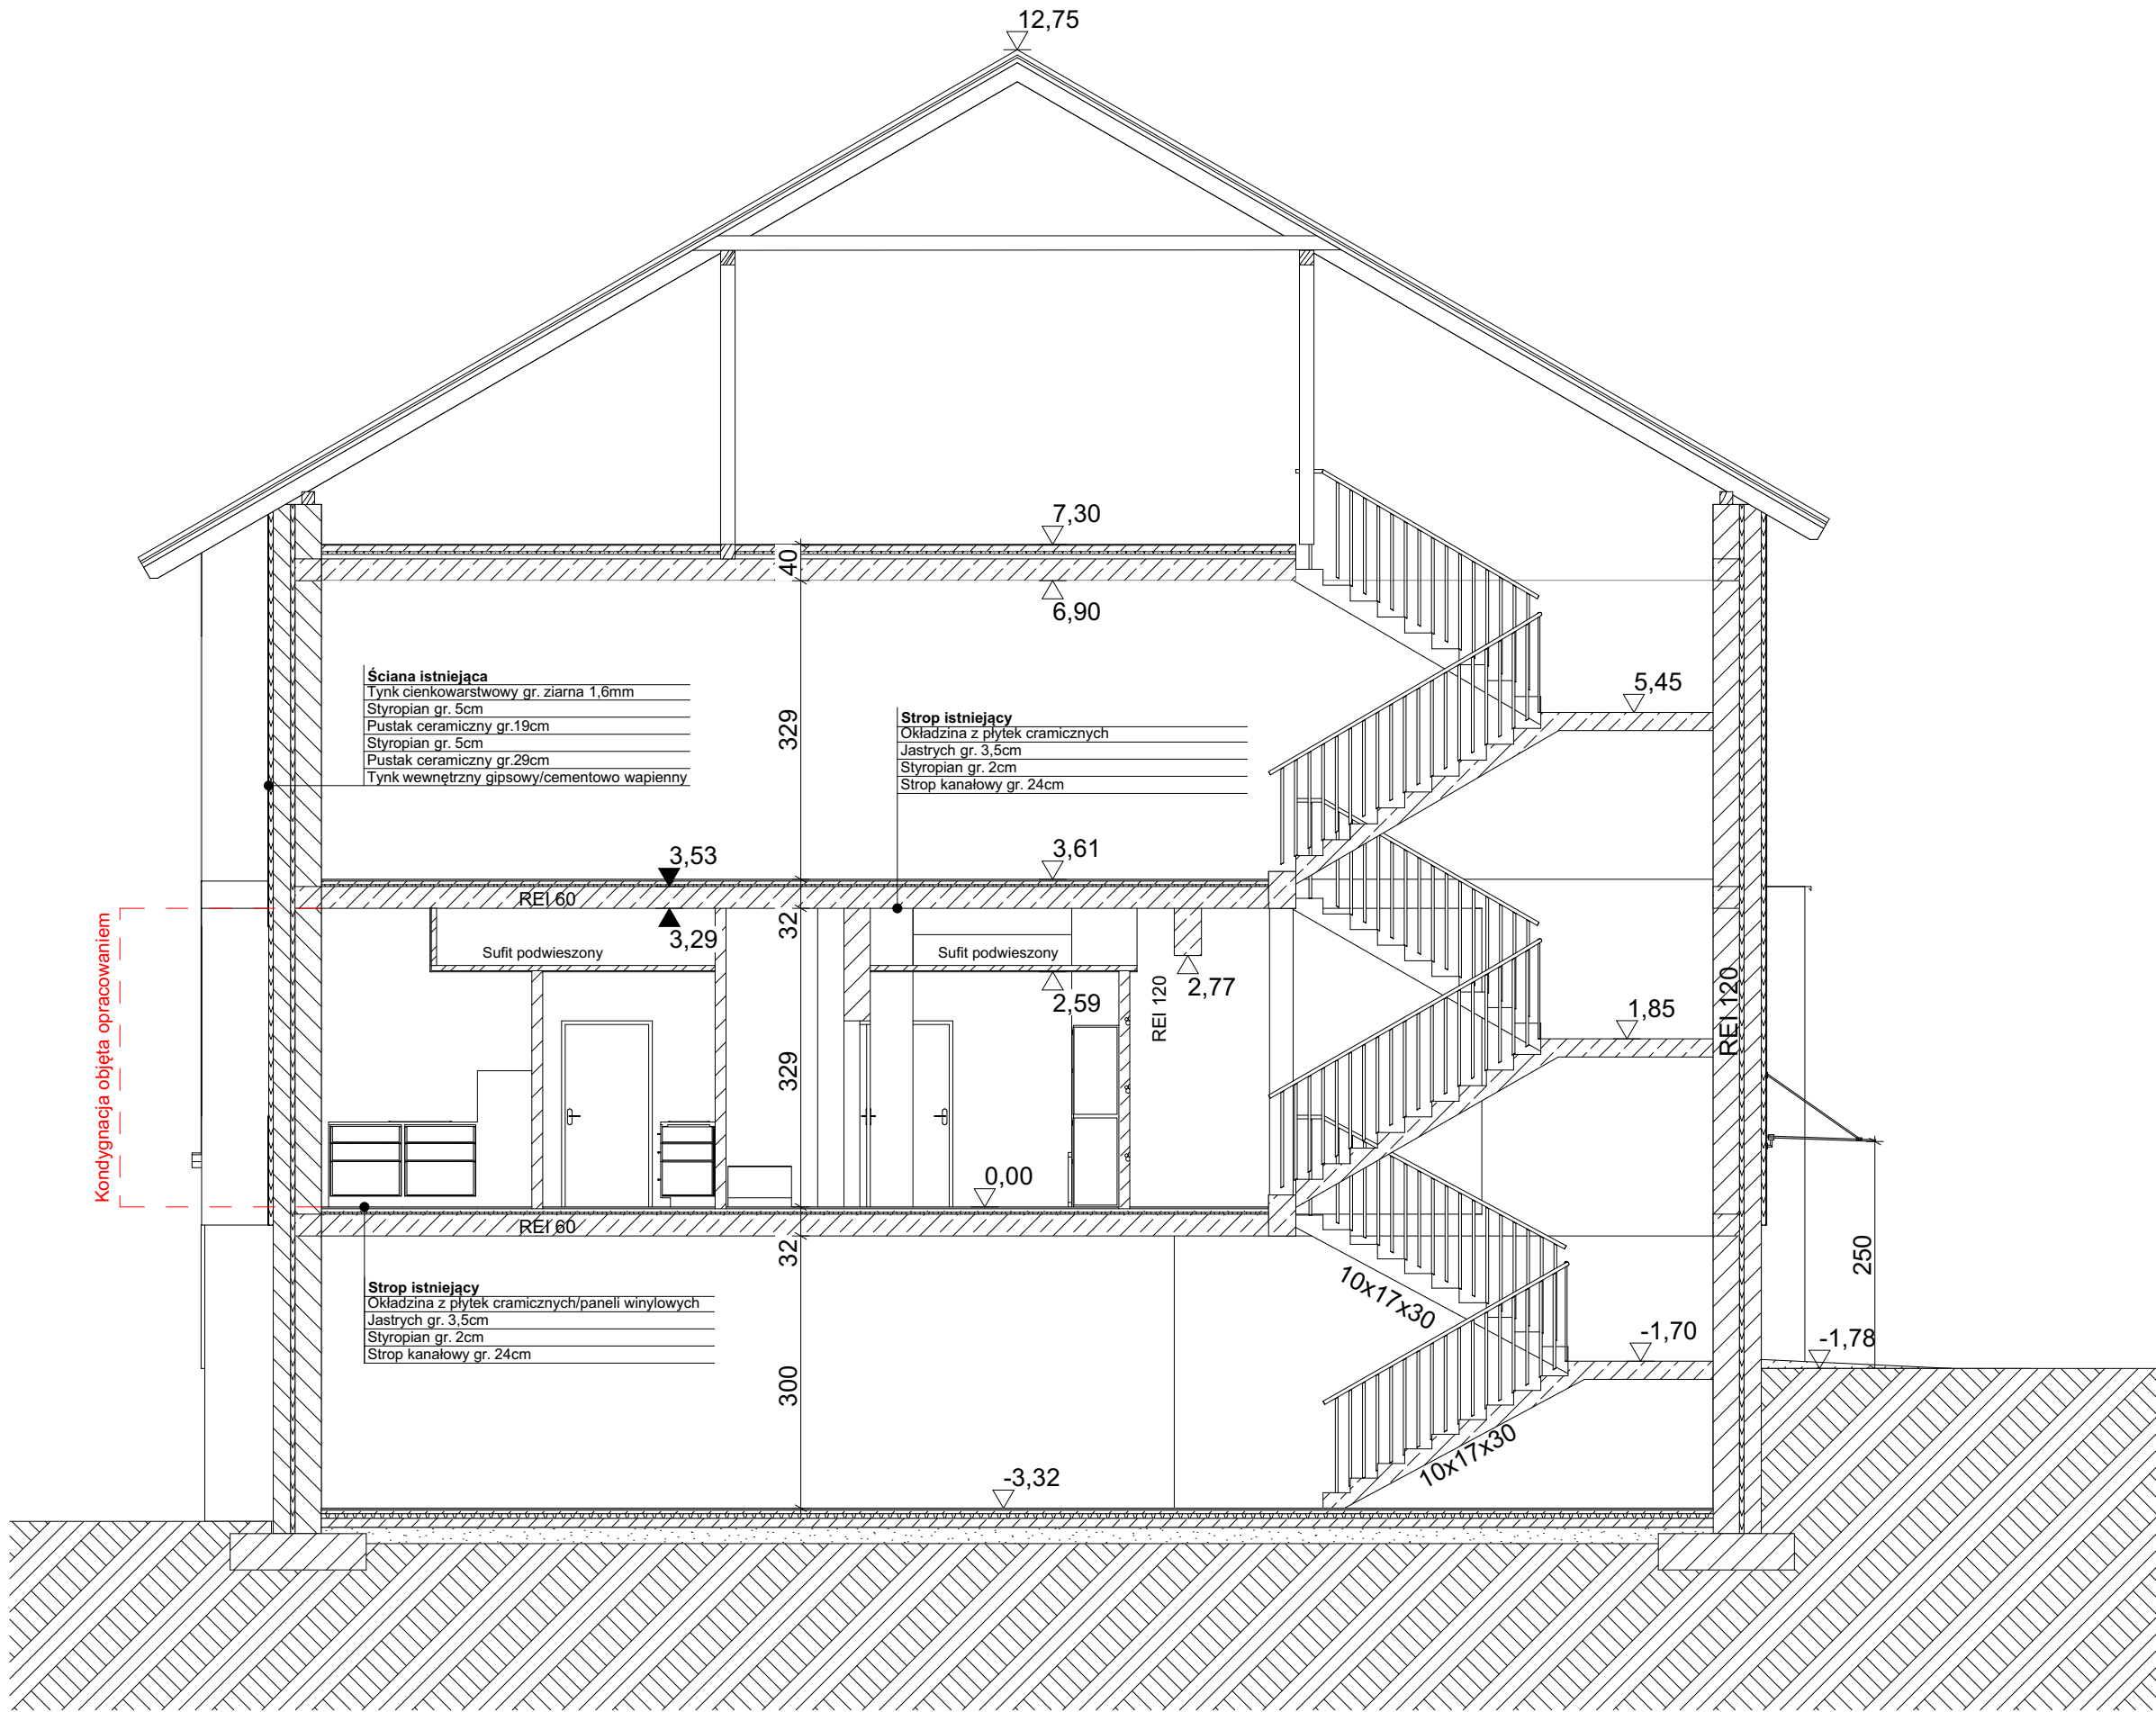 12,75
7,30
40
6,90
Ściana istniejąca
Tynk cienkowarstwowy gr. ziarna 1,6mm
Styropian gr. 5cm
Pustak ceramiczny gr.19cm
Styropian gr. 5cm
Pustak ceramiczny gr.29cm
Tynk wewnętrzny gipsowy/cementowo wapienny
329
Strop istniejący
Okładzina z płytek cramicznych
Jastrych gr. 3,5cm
Styropian gr. 2cm
Strop kanałowy gr. 24cm
5,45
3,53
3,61
REI 60
32
3,29
Sufit podwieszony
Sufit podwieszony
2,59
REI 120
2,77
1,85
REI 120
Kondygnacja objęta opracowaniem
329
0,00
REI 60
32
250
Strop istniejący
Okładzina z płytek cramicznych/paneli winylowych
Jastrych gr. 3,5cm
Styropian gr. 2cm
Strop kanałowy gr. 24cm
10x17x30
-1,70
-1,78
300
10x17x30
-3,32